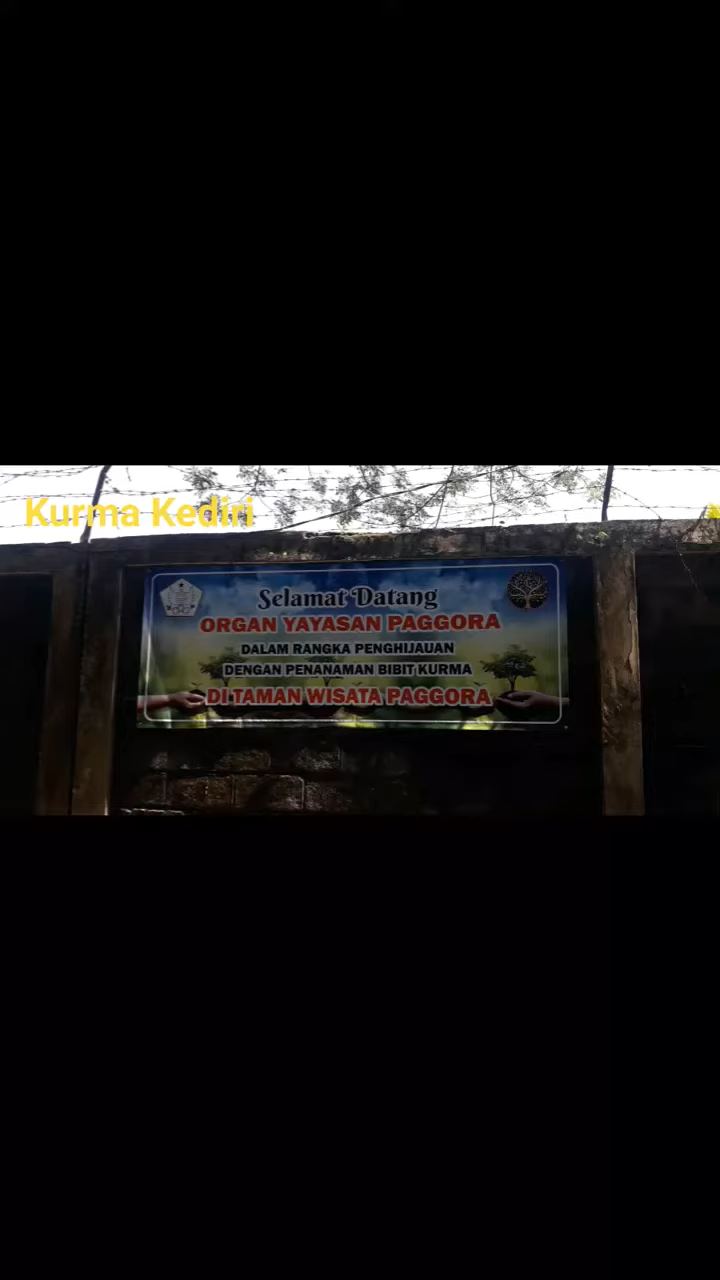 Kurma Kediri
Selamat Datang
ORGAN YAYASAN PAGGORA
DALAM RANGKA PENGHIJAUAN
DENGAN PENANAMAN BIBIT KURMA
DI TAMAN WISATA PAGGORA